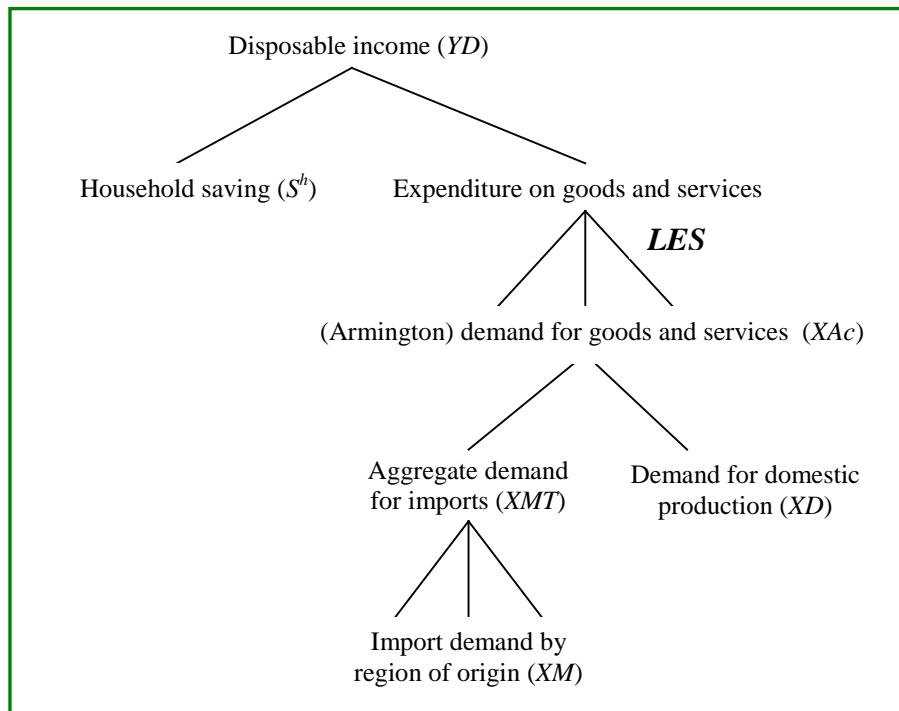 Disposable income (YD)
Household saving (S^h)
Expenditure on goods and services
LES
(Armington) demand for goods and services (XAc)
Aggregate demand
for imports (XMT)
Demand for domestic
production (XD)
Import demand by
region of origin (XM)